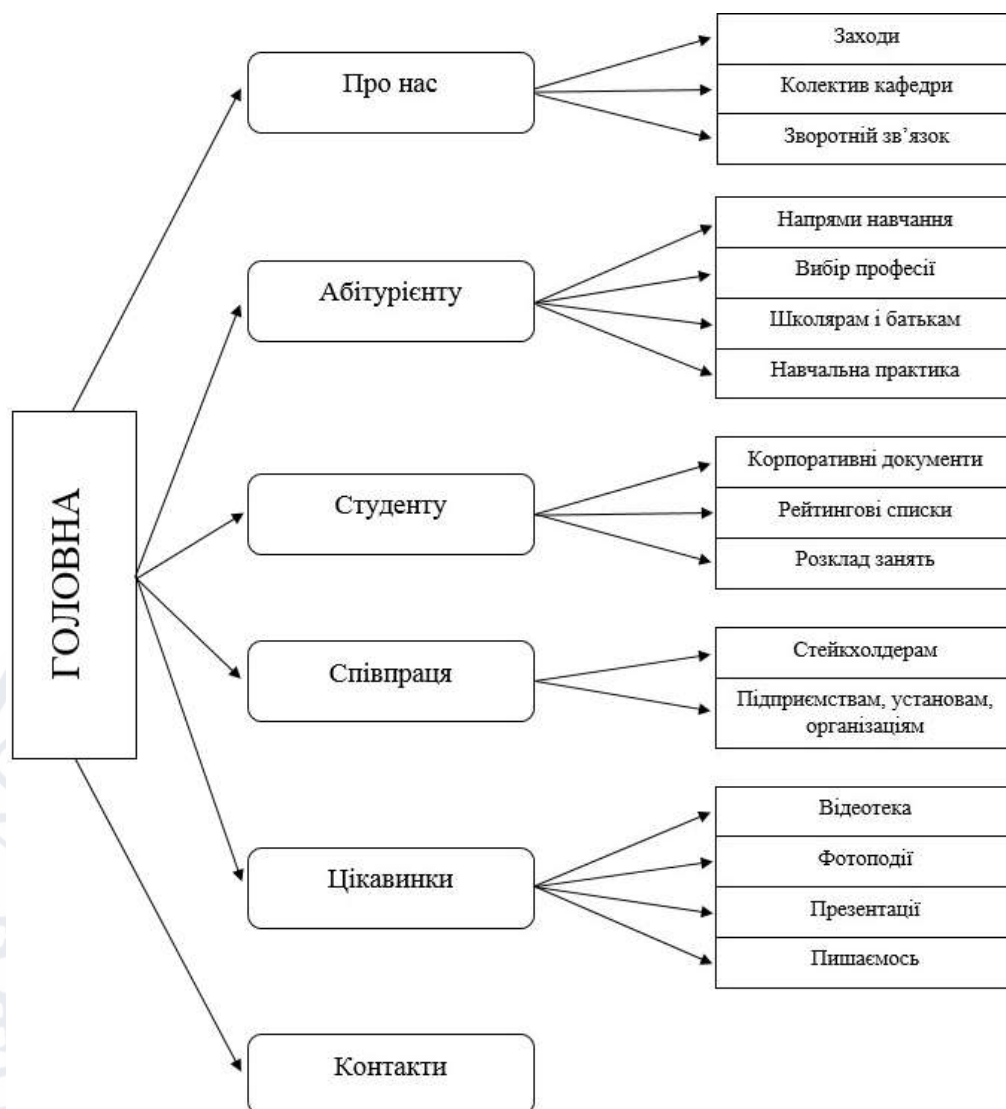 ГОЛОВНА
Про нас
Заходи
Колектив кафедри
Зворотній зв’язок
Абітурієнту
Напрями навчання
Вибір професії
Школярам і батькам
Навчальна практика
Студенту
Корпоративні документи
Рейтингові списки
Розклад занять
Співпраця
Стейкхолдерам
Підприємствам, установам,
організаціям
Цікавинки
Відеотека
Фотоподії
Презентації
Пишаємось
Контакти